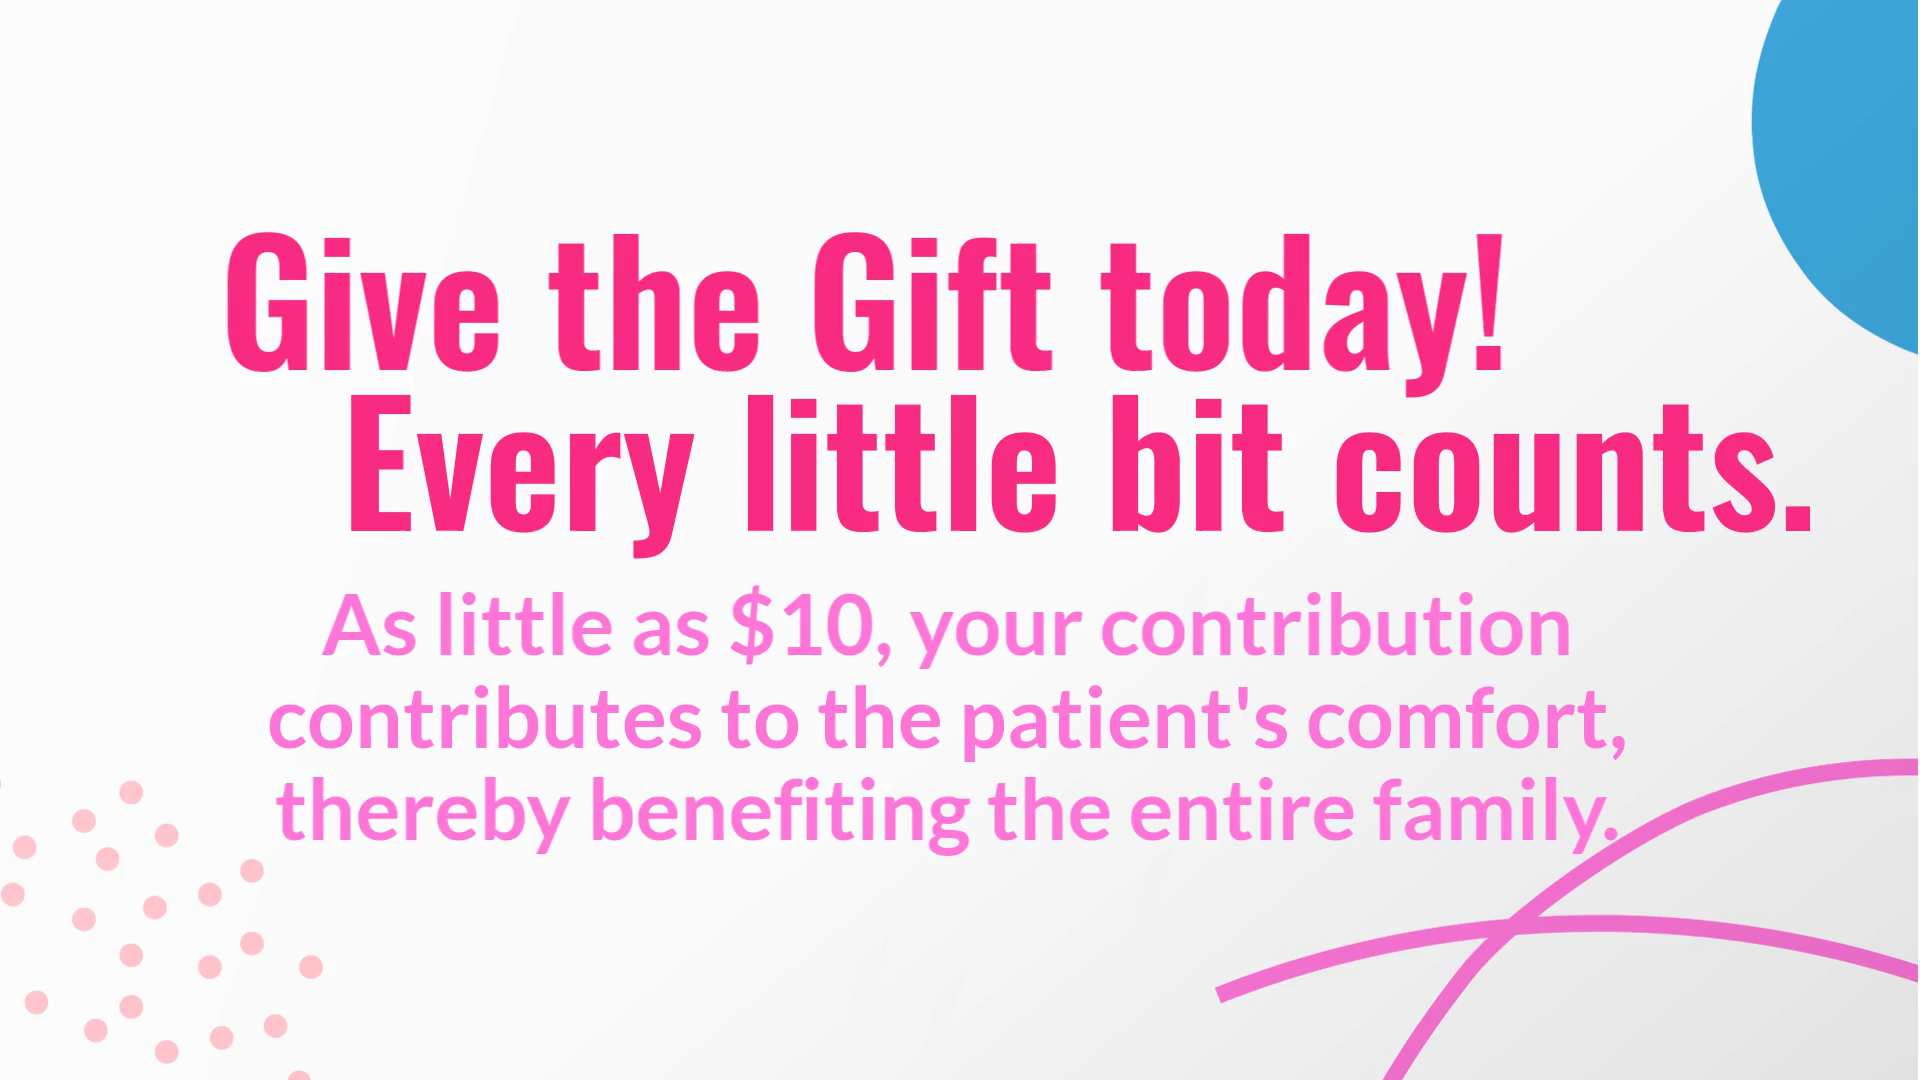 Give the Gift today!
Every little bit counts.
As little as $10, your contribution
contributes to the patient's comfort,
thereby benefiting the entire family.